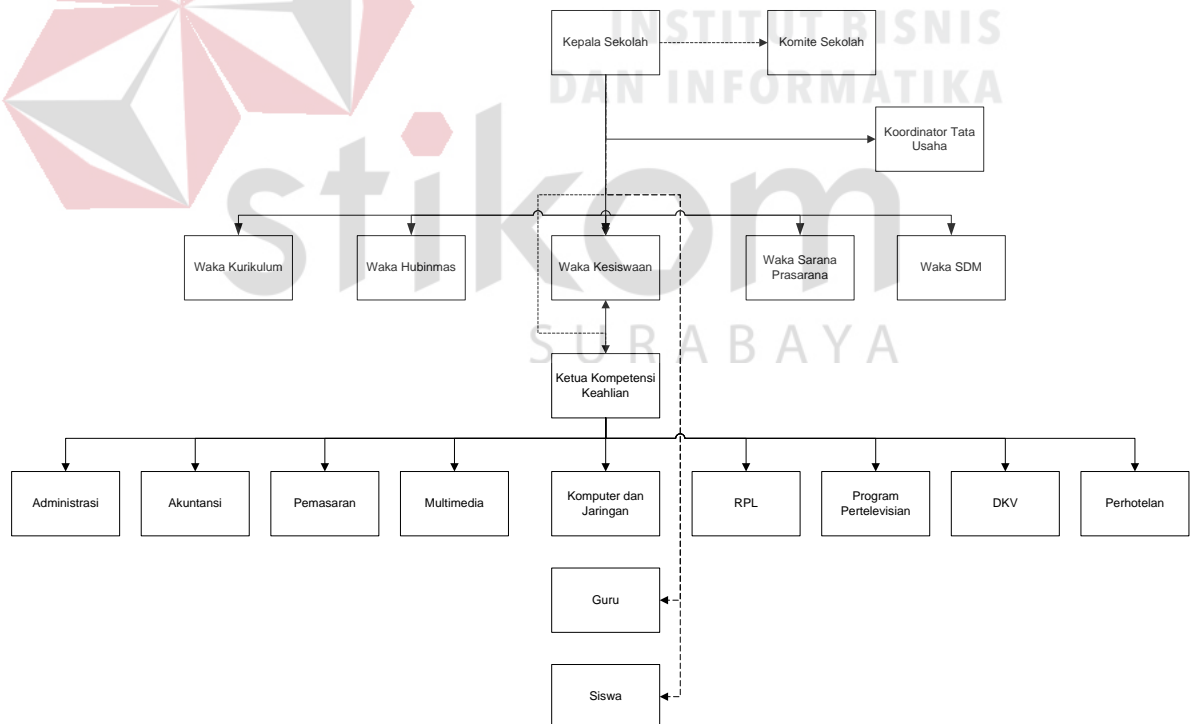 INSTITUT BISNIS
DAN INFORMATIKA
stikom
SURABAYA
Kepala Sekolah
Komite Sekolah
Koordinator Tata
Usaha
Waka Kurikulum
Waka Hubinmas
Waka Kesiswaan
Waka Sarana
Prasarana
Waka SDM
Ketua Kompetensi
Keahlian
Administrasi
Akuntansi
Pemasaran
Multimedia
Komputer dan
Jaringan
RPL
Program
Pertelevisian
DKV
Perhotelan
Guru
Siswa